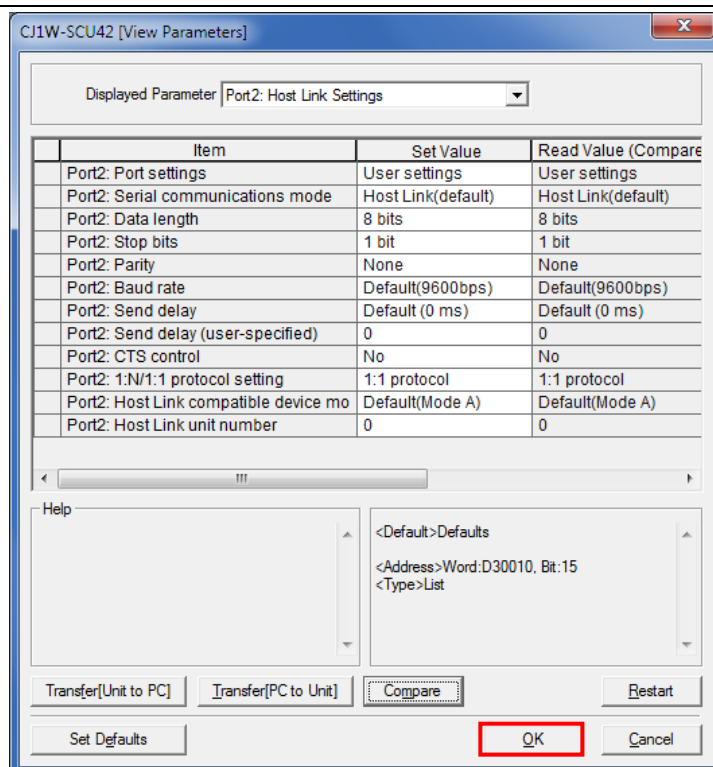 CJ1W-SCU42 [View Parameters]
Displayed Parameter Port2: Host Link Settings
Item Set Value Read Value (Compare
Port2: Port settings User settings User settings
Port2: Serial communications mode Host Link(default) Host Link(default)
Port2: Data length 8 bits 8 bits
Port2: Stop bits 1 bit 1 bit
Port2: Parity None None
Port2: Baud rate Default(9600bps) Default(9600bps)
Port2: Send delay Default (0 ms) Default (0 ms)
Port2: Send delay (user-specified) 0 0
Port2: CTS control No No
Port2: 1:N/1:1 protocol setting 1:1 protocol 1:1 protocol
Port2: Host Link compatible device mo Default(Mode A) Default(Mode A)
Port2: Host Link unit number 0 0
Help
<Default>Defaults
<Address>Word:D30010, Bit:15
<Type>List
Transfer[Unit to PC] Transfer[PC to Unit] Compare Restart
Set Defaults OK Cancel